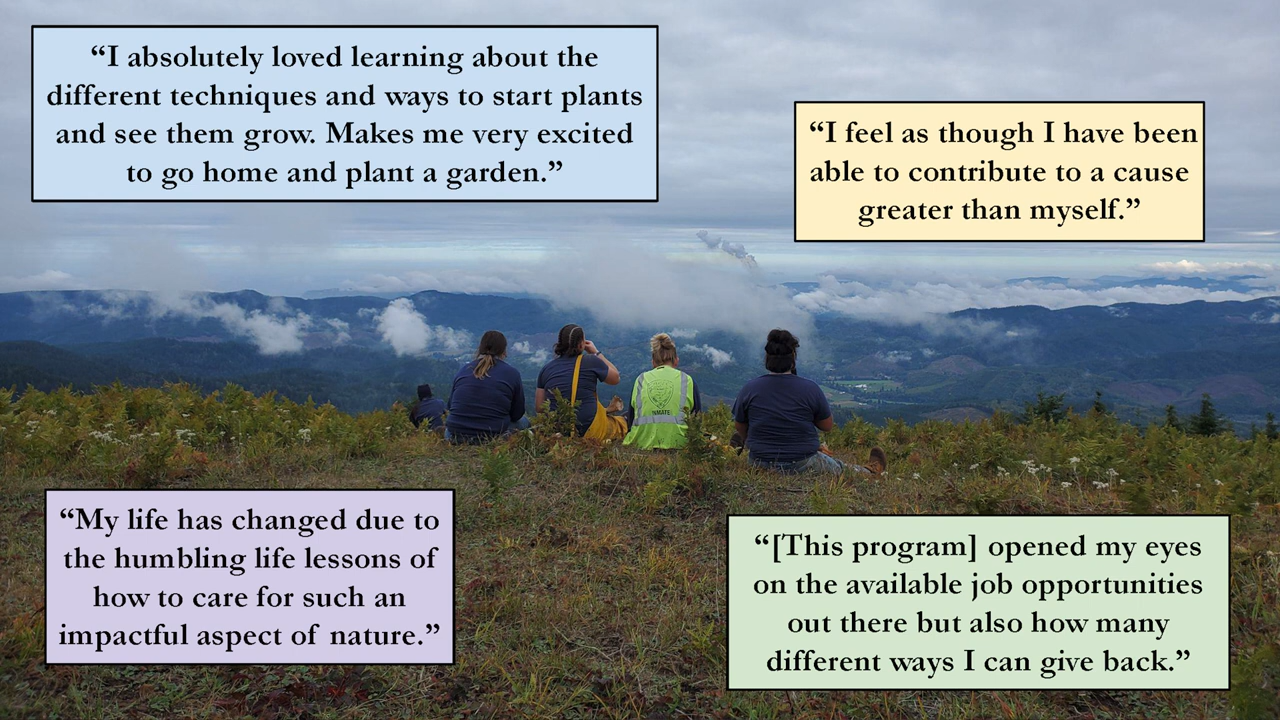 “I absolutely loved learning about the
different techniques and ways to start plants
and see them grow. Makes me very excited
to go home and plant a garden.”
“I feel as though I have been
able to contribute to a cause
greater than myself.”
INMATE
“My life has changed due to
the humbling life lessons of
how to care for such an
impactful aspect of nature.”
“[This program] opened my eyes
on the available job opportunities
out there but also how many
different ways I can give back.”